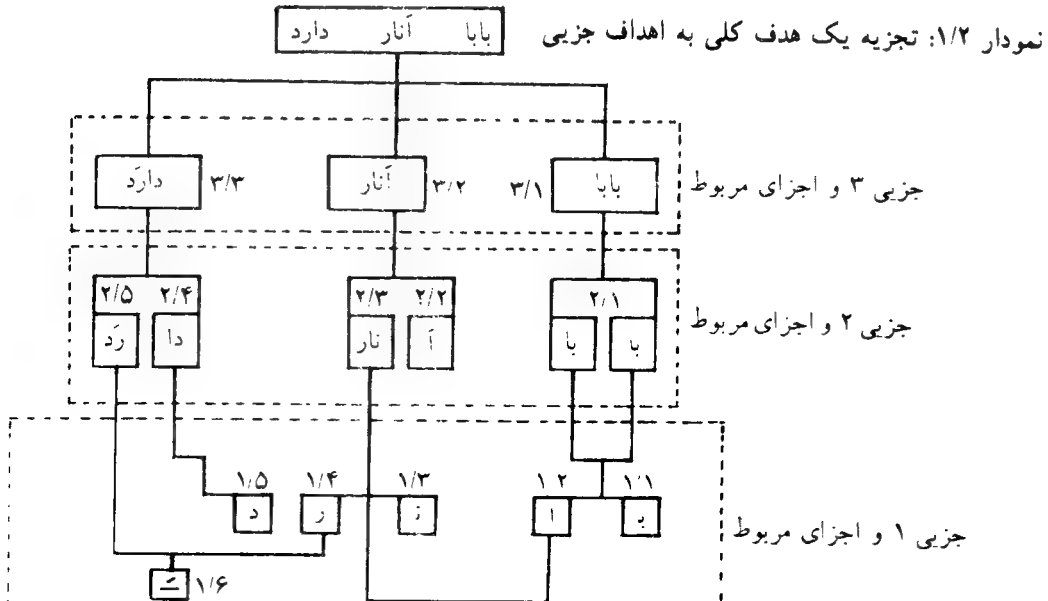 نمودار ۱/۲: تجزیه یک هدف کلی به اهداف جزیی
بابا آنار دارد
جزیی ۳ و اجزای مربوط
بابا ۳/۱ آنار ۳/۲ دارَد ۳/۳
جزیی ۲ و اجزای مربوط
۲/۱ ۲/۲ ۲/۳ ۲/۴ ۲/۵
با با آ نار دا رَد
۱/۱ ۱/۲ ۱/۳ ۱/۴ ۱/۵
جزیی ۱ و اجزای مربوط
بـ ا نـ ر د
۱/۶ ـَ